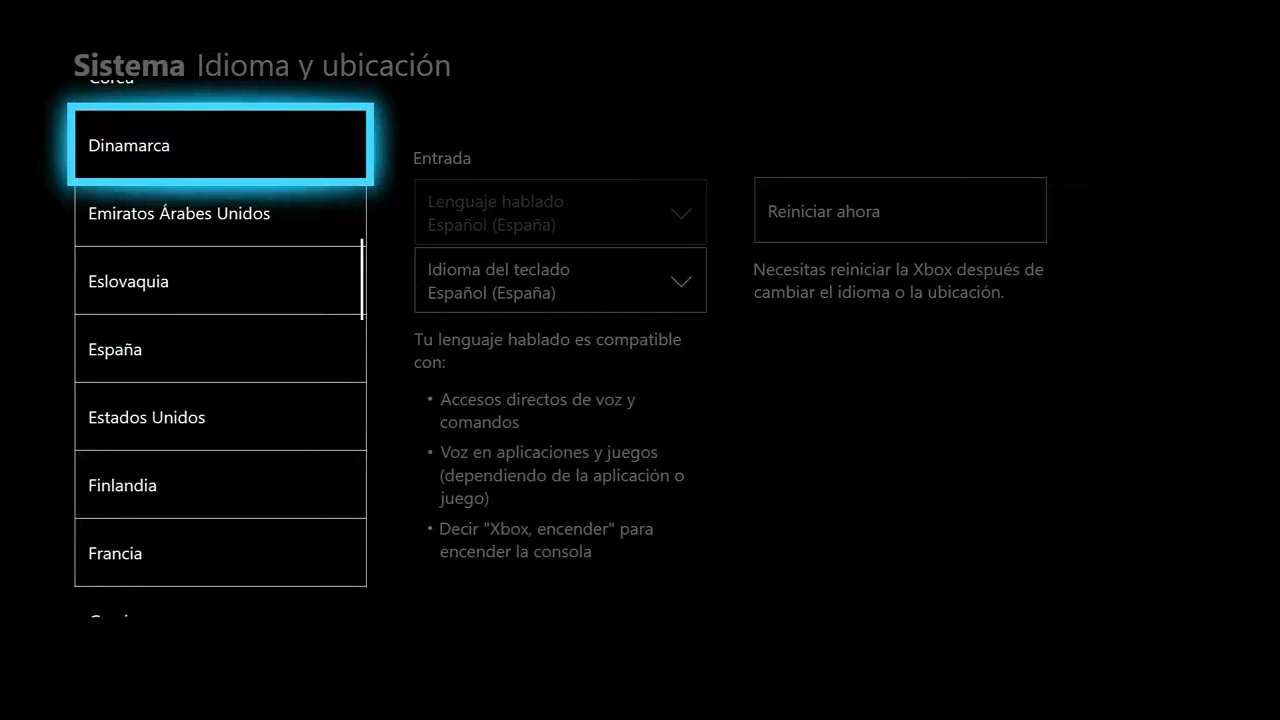 Sistema Idioma y ubicación
Corea
Dinamarca
Emiratos Árabes Unidos
Eslovaquia
España
Estados Unidos
Finlandia
Francia
Entrada
Lenguaje hablado
Español (España)
Idioma del teclado
Español (España)
Tu lenguaje hablado es compatible
con:
• Accesos directos de voz y
comandos
• Voz en aplicaciones y juegos
(dependiendo de la aplicación o
juego)
• Decir "Xbox, encender" para
encender la consola
Reiniciar ahora
Necesitas reiniciar la Xbox después de
cambiar el idioma o la ubicación.